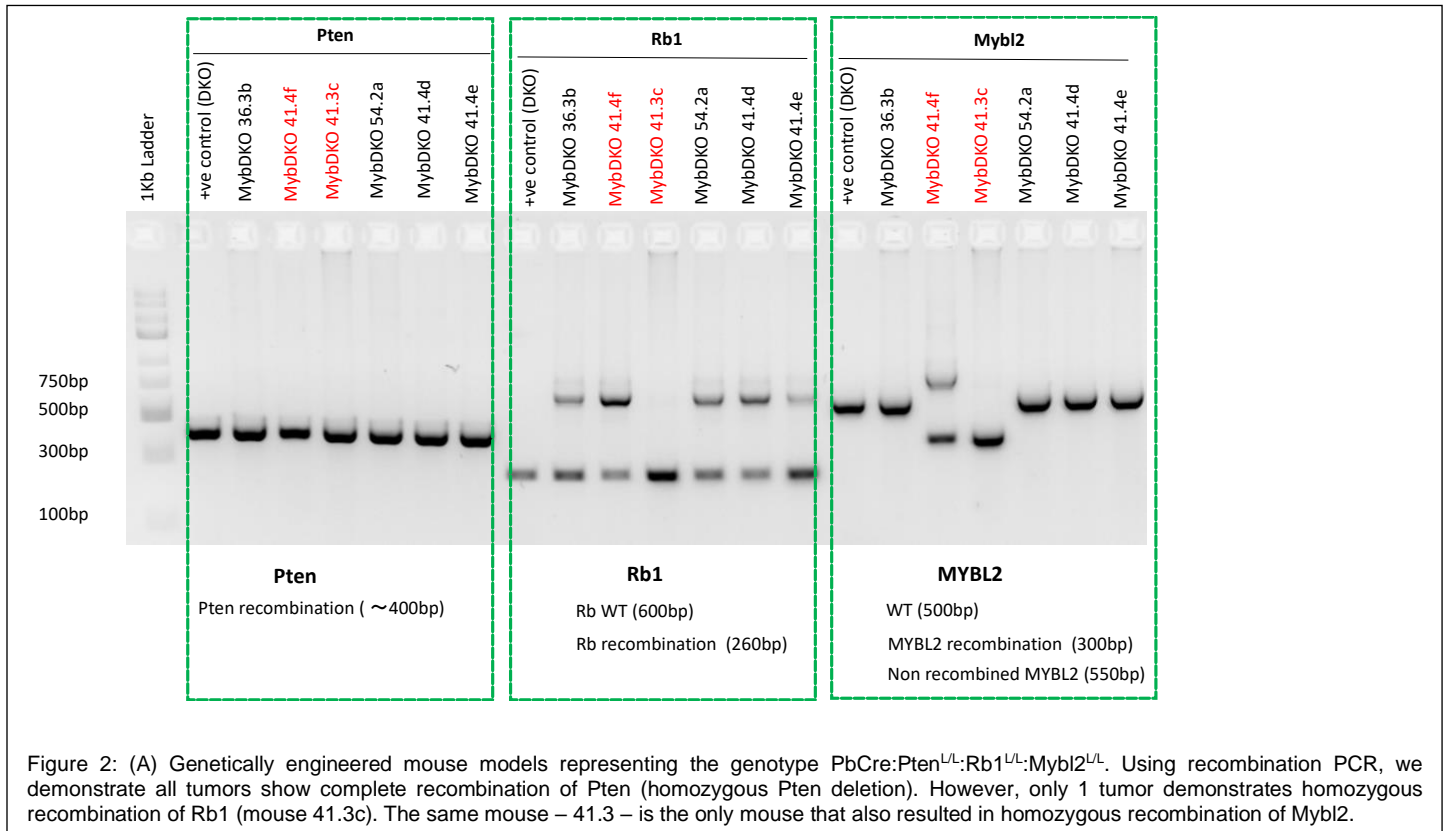 Pten
Rb1
Mybl2
1Kb Ladder
+ve control (DKO)
MybDKO 36.3b
MybDKO 41.4f
MybDKO 41.3c
MybDKO 54.2a
MybDKO 41.4d
MybDKO 41.4e
+ve control (DKO)
MybDKO 36.3b
MybDKO 41.4f
MybDKO 41.3c
MybDKO 54.2a
MybDKO 41.4d
MybDKO 41.4e
+ve control (DKO)
MybDKO 36.3b
MybDKO 41.4f
MybDKO 41.3c
MybDKO 54.2a
MybDKO 41.4d
MybDKO 41.4e
750bp
500bp
300bp
100bp
Pten
Pten recombination ( ~400bp)
Rb1
Rb WT (600bp)
Rb recombination (260bp)
MYBL2
WT (500bp)
MYBL2 recombination (300bp)
Non recombined MYBL2 (550bp)
Figure 2: (A) Genetically engineered mouse models representing the genotype PbCre:Pten^L/L:Rb1^L/L:Mybl2^L/L. Using recombination PCR, we
demonstrate all tumors show complete recombination of Pten (homozygous Pten deletion). However, only 1 tumor demonstrates homozygous
recombination of Rb1 (mouse 41.3c). The same mouse – 41.3 – is the only mouse that also resulted in homozygous recombination of Mybl2.